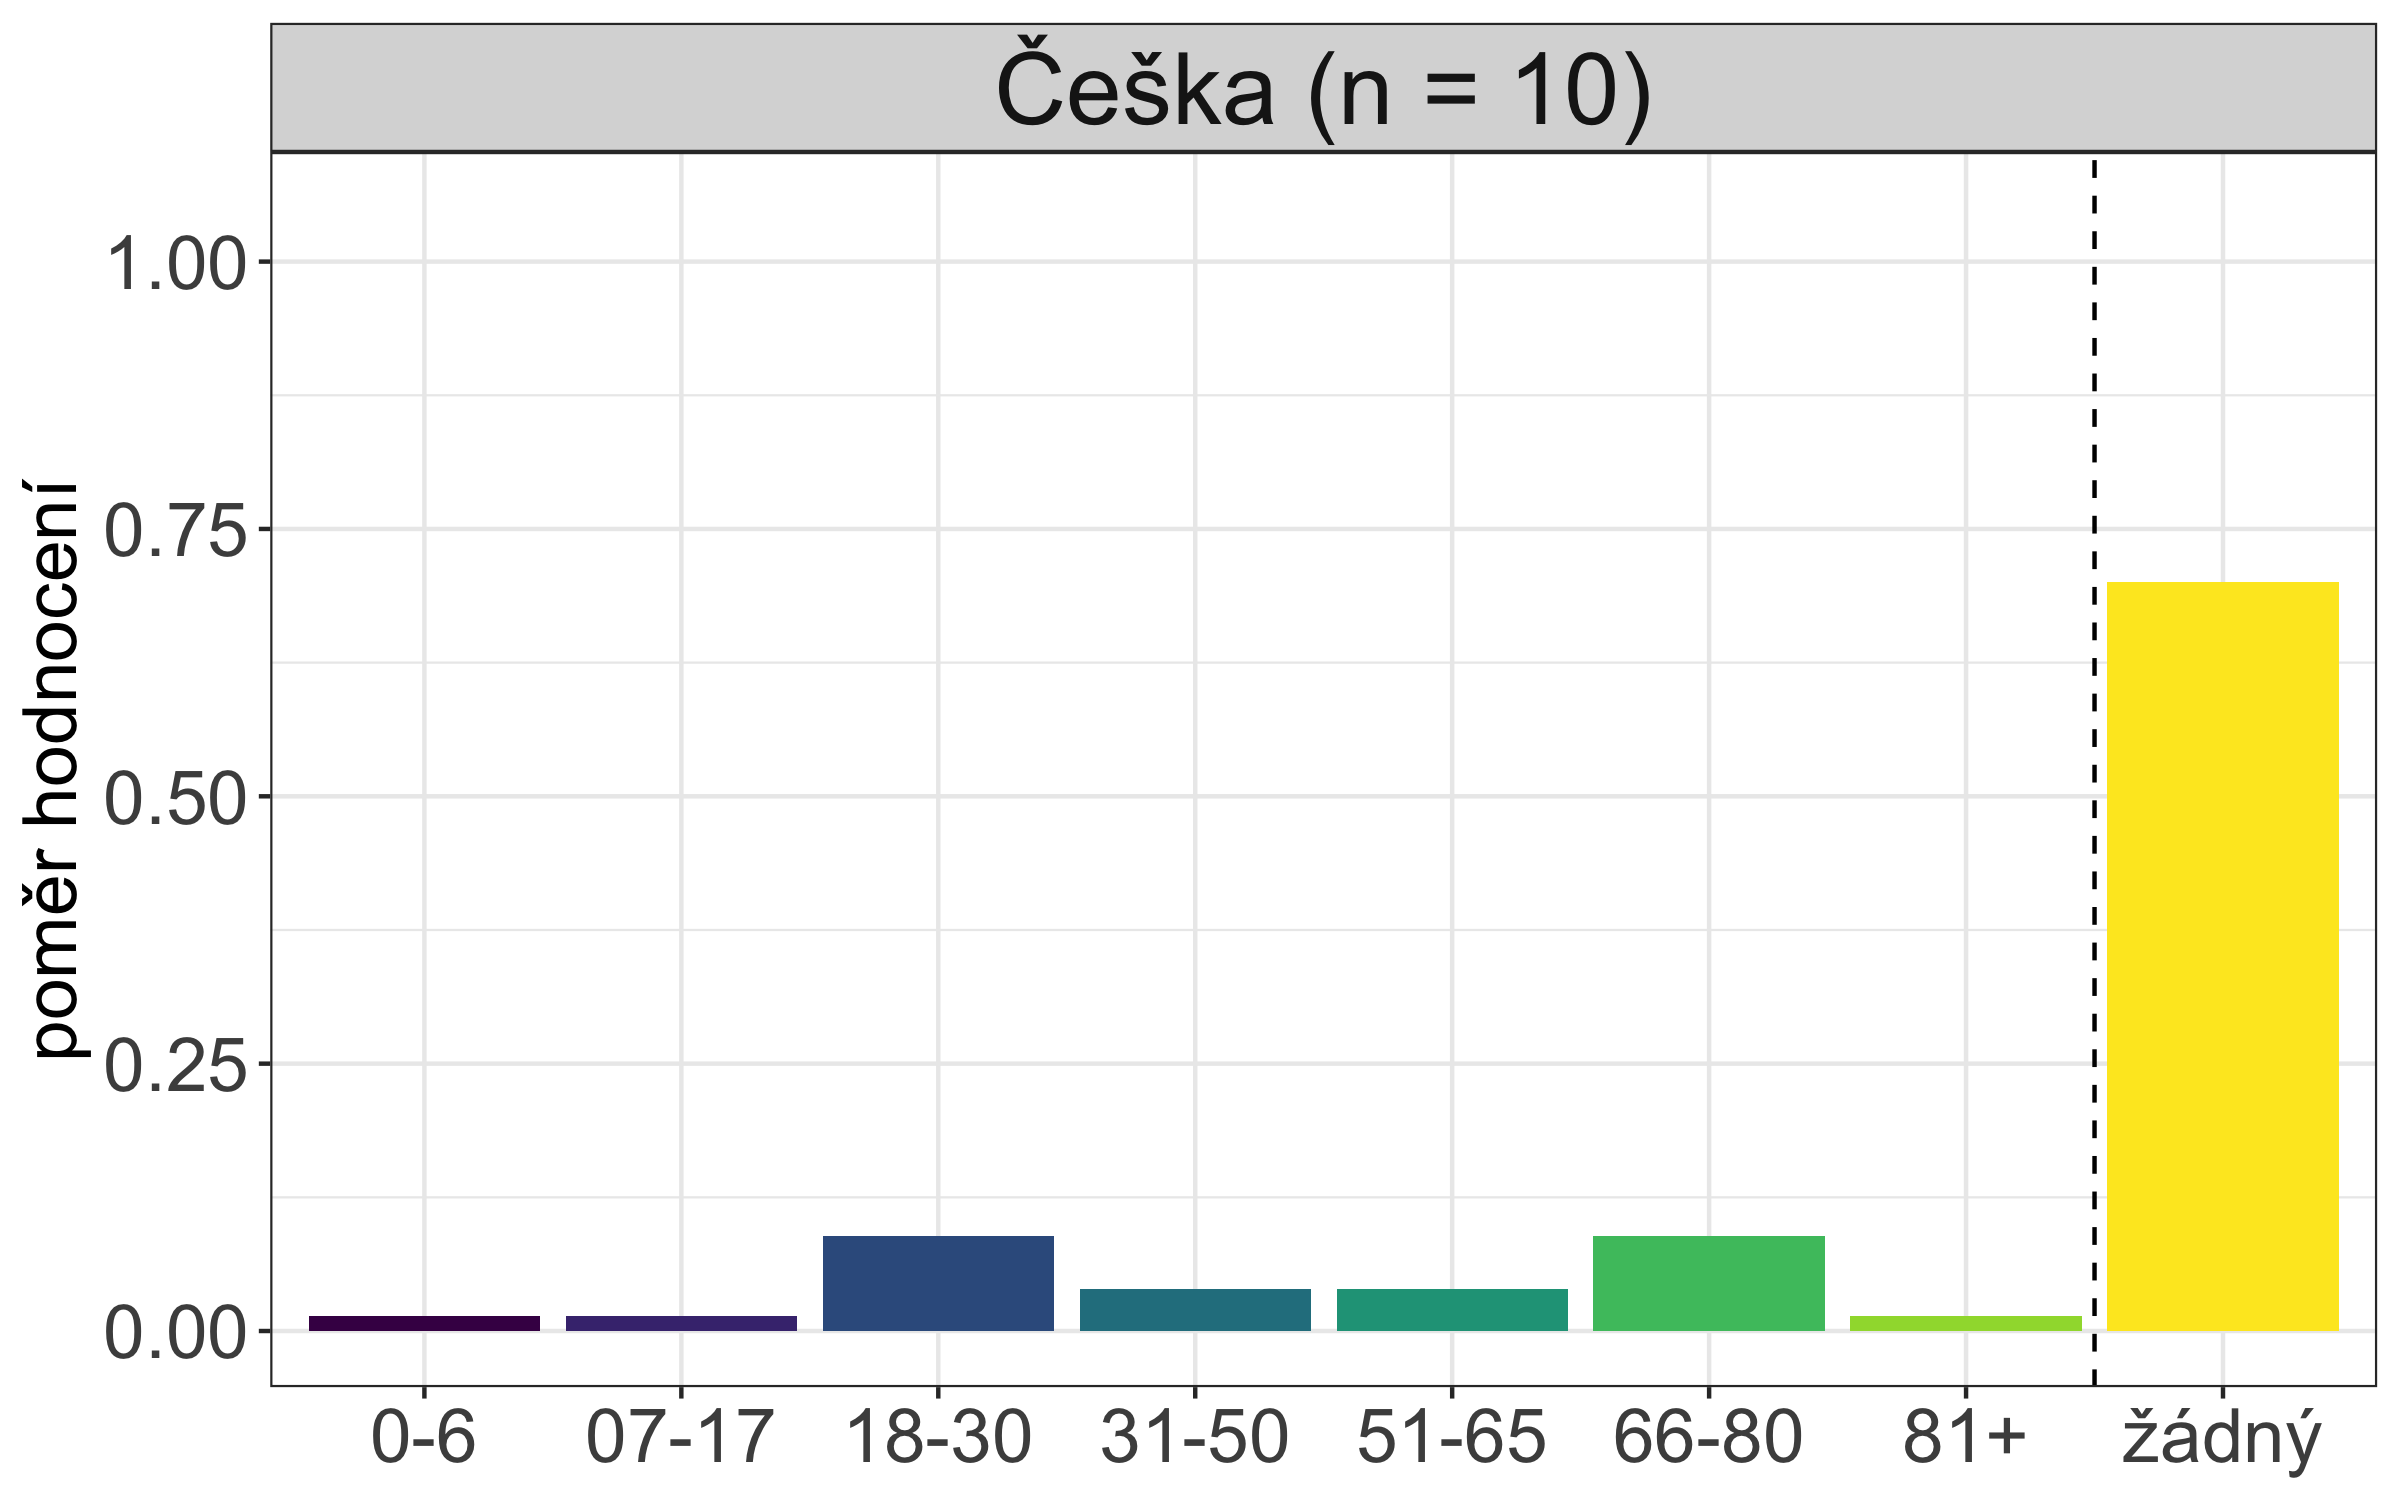 Češka (n = 10)
poměr hodnocení
1.00
0.75
0.50
0.25
0.00
0-6 07-17 18-30 31-50 51-65 66-80 81+ žádný